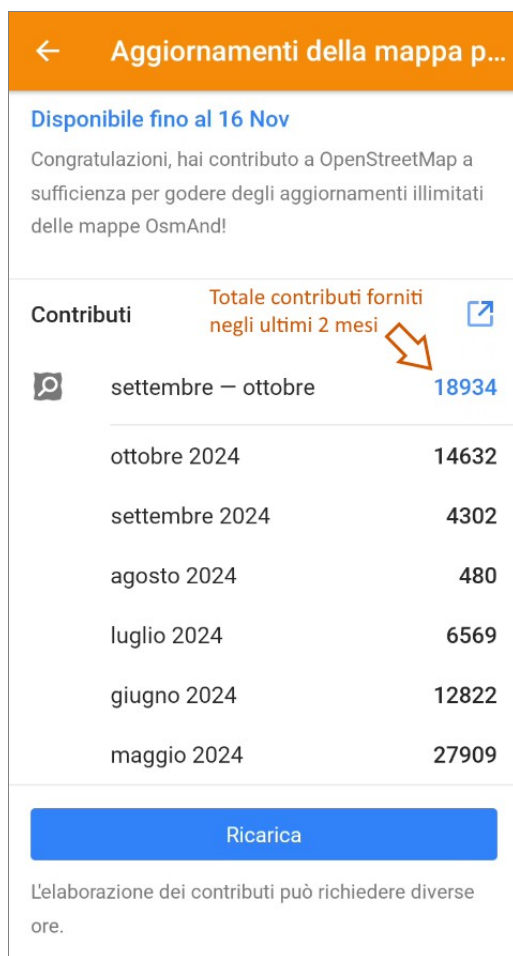 Aggiornamenti della mappa p...
Disponibile fino al 16 Nov
Congratulazioni, hai contribuito a OpenStreetMap a
sufficienza per godere degli aggiornamenti illimitati
delle mappe OsmAnd!
Totale contributi forniti
negli ultimi 2 mesi
Contributi
settembre — ottobre 18934
ottobre 2024 14632
settembre 2024 4302
agosto 2024 480
luglio 2024 6569
giugno 2024 12822
maggio 2024 27909
Ricarica
L'elaborazione dei contributi può richiedere diverse
ore.